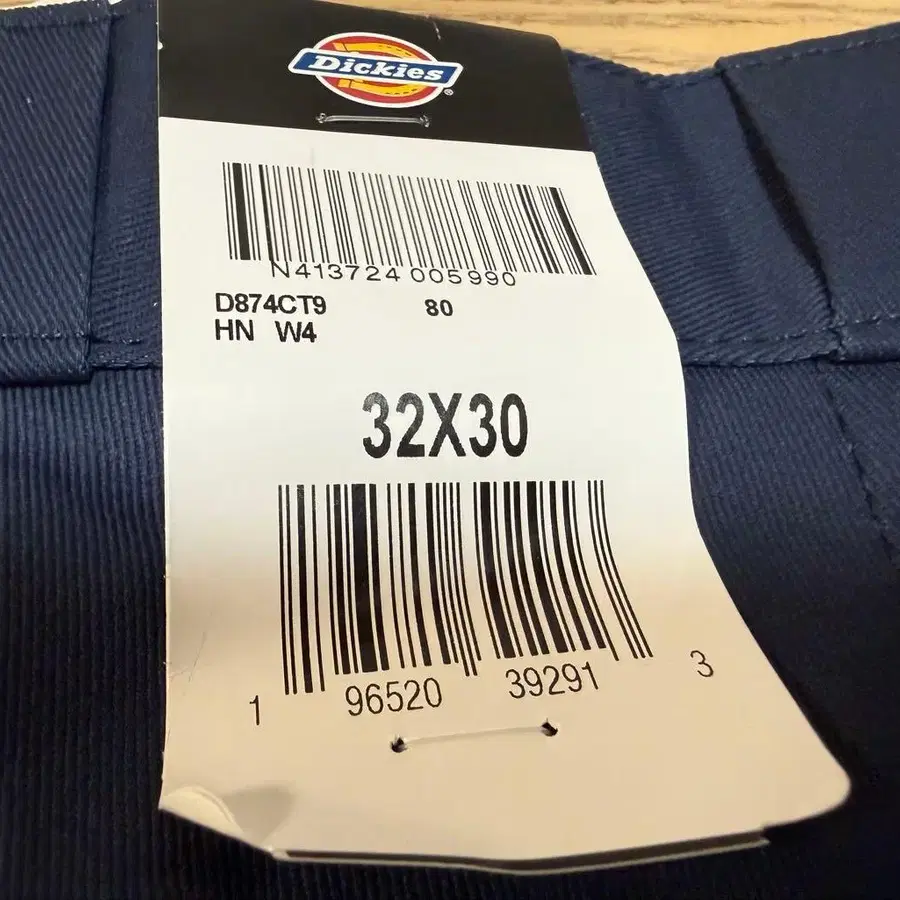 Dickies®
N413724 005990
D874CT9 80
HN W4
32X30
1 96520 39291 3